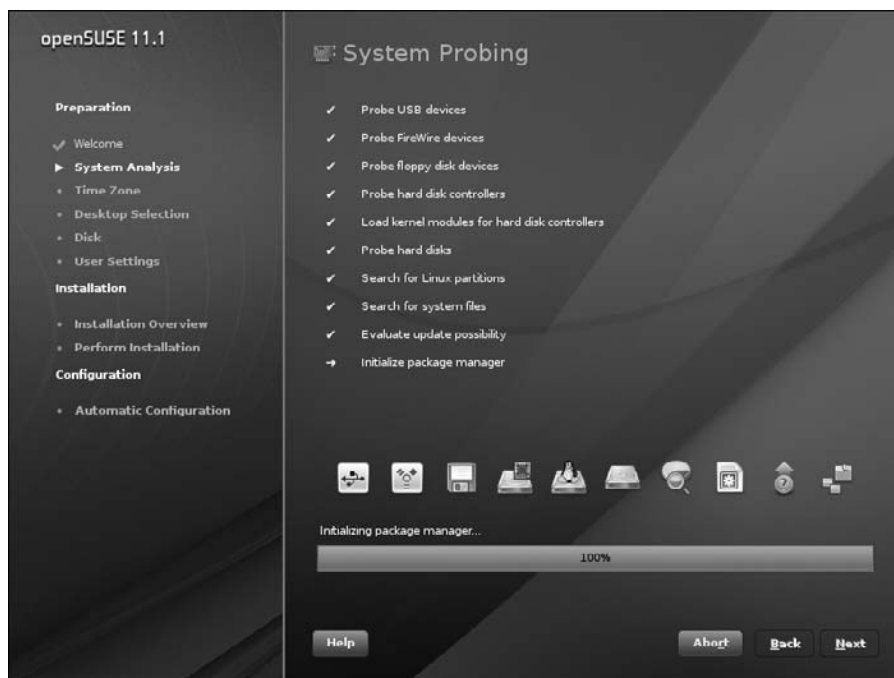 openSUSE 11.1
Preparation
Welcome
System Analysis
Time Zone
Desktop Selection
Disk
User Settings
Installation
Installation Overview
Perform Installation
Configuration
Automatic Configuration
System Probing
Probe USB devices
Probe FireWire devices
Probe floppy disk devices
Probe hard disk controllers
Load kernel modules for hard disk controllers
Probe hard disks
Search for Linux partitions
Search for system files
Evaluate update possibility
Initialize package manager
Initializing package manager...
100%
Help
Abort
Back
Next